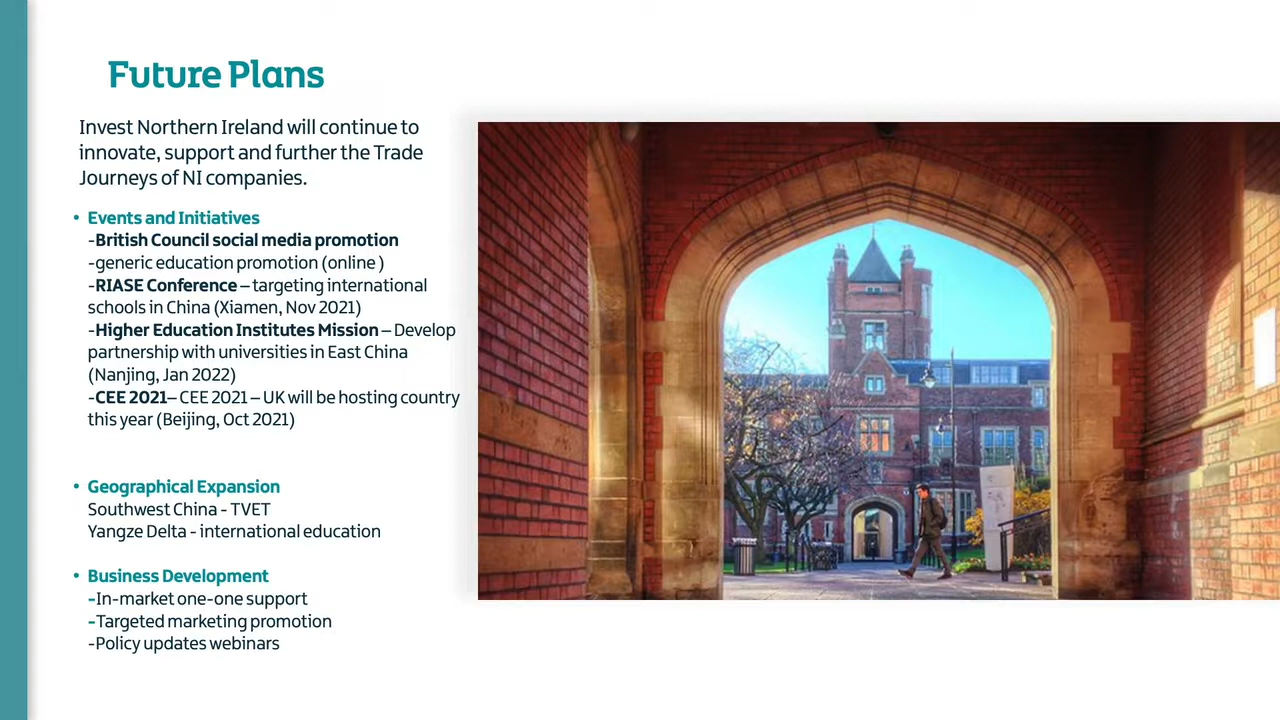 Future Plans
Invest Northern Ireland will continue to
innovate, support and further the Trade
Journeys of NI companies.
• Events and Initiatives
-British Council social media promotion
-generic education promotion (online )
-RIASE Conference – targeting international
schools in China (Xiamen, Nov 2021)
-Higher Education Institutes Mission – Develop
partnership with universities in East China
(Nanjing, Jan 2022)
-CEE 2021– CEE 2021 – UK will be hosting country
this year (Beijing, Oct 2021)
• Geographical Expansion
Southwest China - TVET
Yangze Delta - international education
• Business Development
-In-market one-one support
-Targeted marketing promotion
-Policy updates webinars